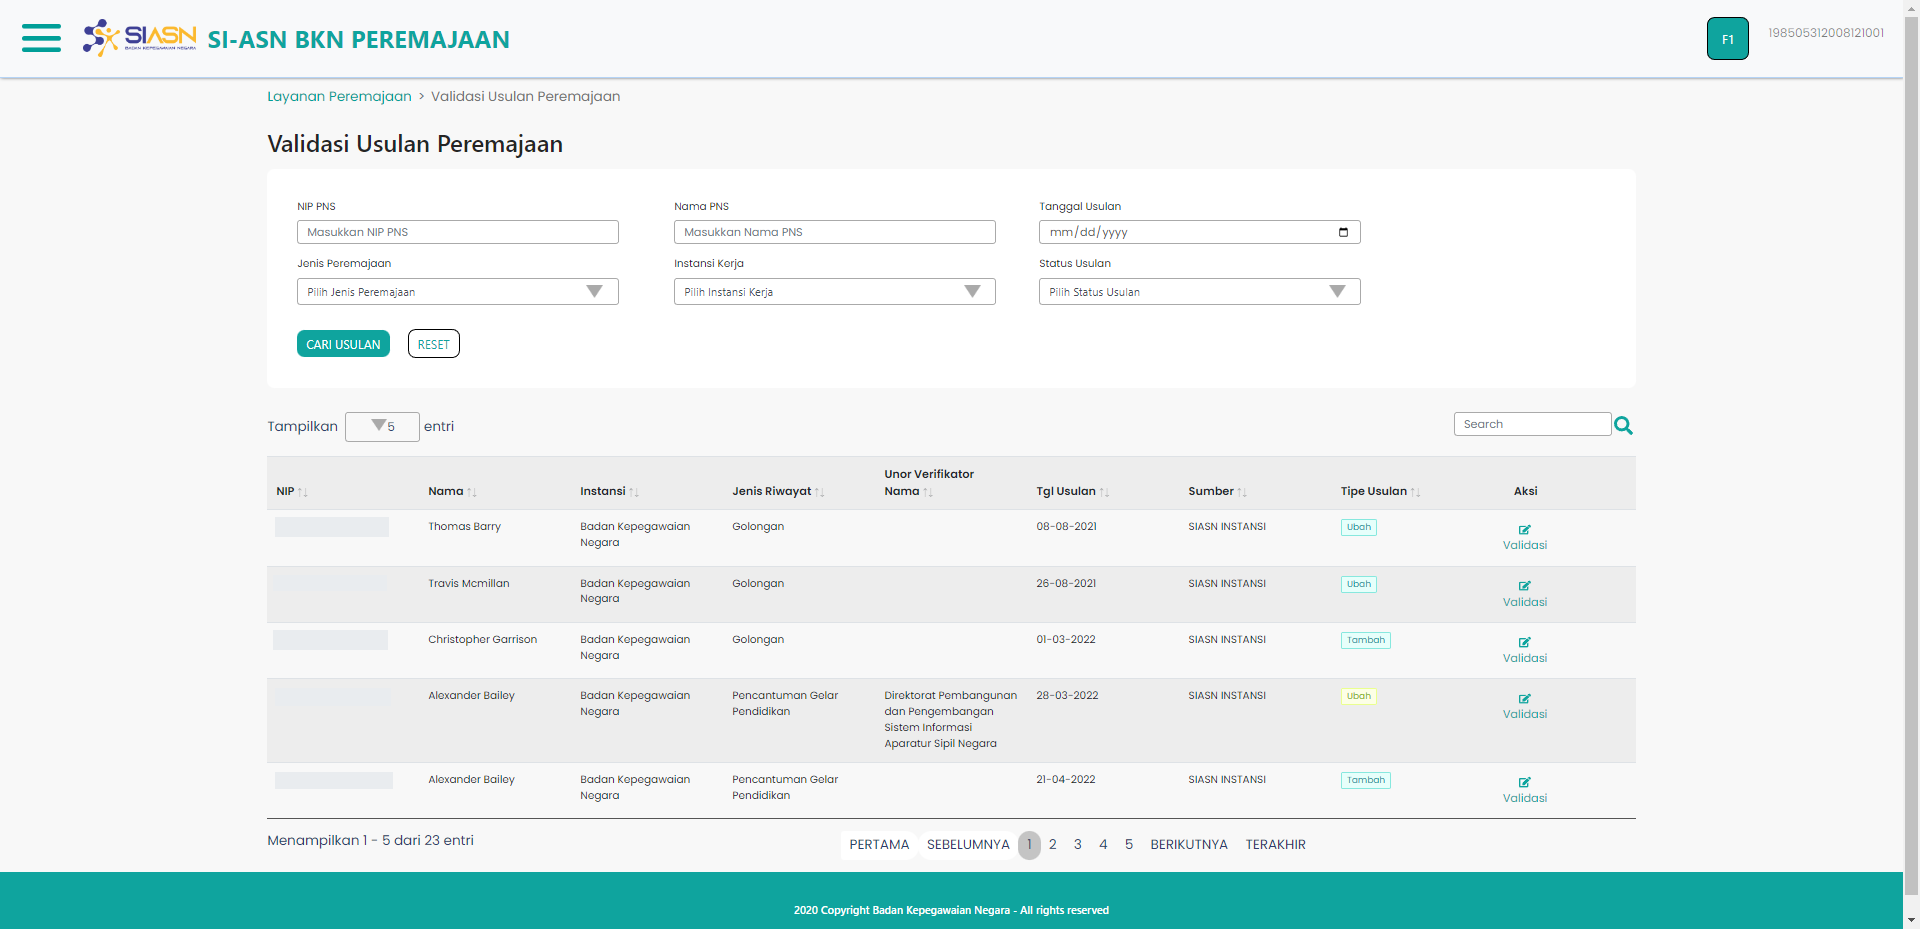 SIASN
BADAN KEPEGAWAIAN NEGARA
SI-ASN BKN PEREMAJAAN
F1
198505312008121001
Layanan Peremajaan > Validasi Usulan Peremajaan
Validasi Usulan Peremajaan
NIP PNS
Nama PNS
Tanggal Usulan
Masukkan NIP PNS
Masukkan Nama PNS
mm/dd/yyyy
Jenis Peremajaan
Instansi Kerja
Status Usulan
Pilih Jenis Peremajaan
Pilih Instansi Kerja
Pilih Status Usulan
CARI USULAN
RESET
Tampilkan 5 entri
Search
NIP
Nama
Instansi
Jenis Riwayat
Unor Verifikator
Nama
Tgl Usulan
Sumber
Tipe Usulan
Aksi
Thomas Barry
Badan Kepegawaian
Negara
Golongan
08-08-2021
SIASN INSTANSI
Ubah
Validasi
Travis Mcmillan
Badan Kepegawaian
Negara
Golongan
26-08-2021
SIASN INSTANSI
Ubah
Validasi
Christopher Garrison
Badan Kepegawaian
Negara
Golongan
01-03-2022
SIASN INSTANSI
Tambah
Validasi
Alexander Bailey
Badan Kepegawaian
Negara
Pencantuman Gelar
Pendidikan
Direktorat Pembangunan
dan Pengembangan
Sistem Informasi
Aparatur Sipil Negara
28-03-2022
SIASN INSTANSI
Ubah
Validasi
Alexander Bailey
Badan Kepegawaian
Negara
Pencantuman Gelar
Pendidikan
21-04-2022
SIASN INSTANSI
Tambah
Validasi
Menampilkan 1 - 5 dari 23 entri
PERTAMA SEBELUMNYA 1 2 3 4 5 BERIKUTNYA TERAKHIR
2020 Copyright Badan Kepegawaian Negara - All rights reserved